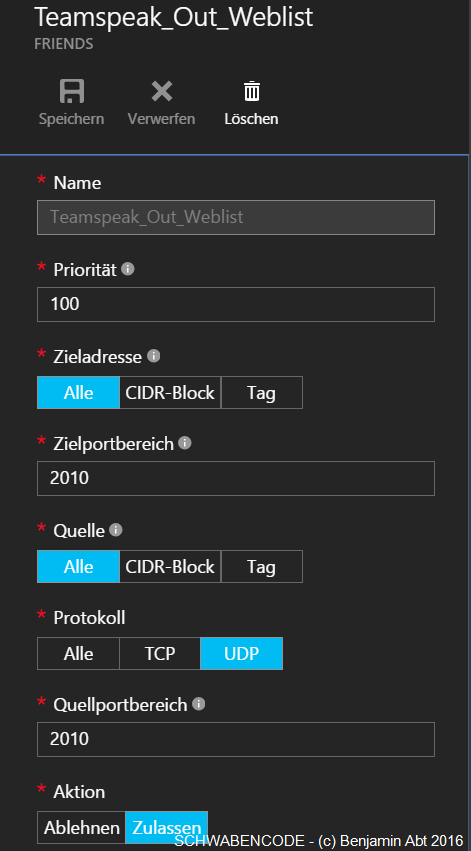 Teamspeak_Out_Weblist
FRIENDS
Speichern Verwerfen Löschen
* Name
Teamspeak_Out_Weblist
* Priorität
100
* Zieladresse
Alle CIDR-Block Tag
* Zielportbereich
2010
* Quelle
Alle CIDR-Block Tag
* Protokoll
Alle TCP UDP
* Quellportbereich
2010
* Aktion
Ablehnen Zulassen
SCHWABENCODE - (c) Benjamin Abt 2016